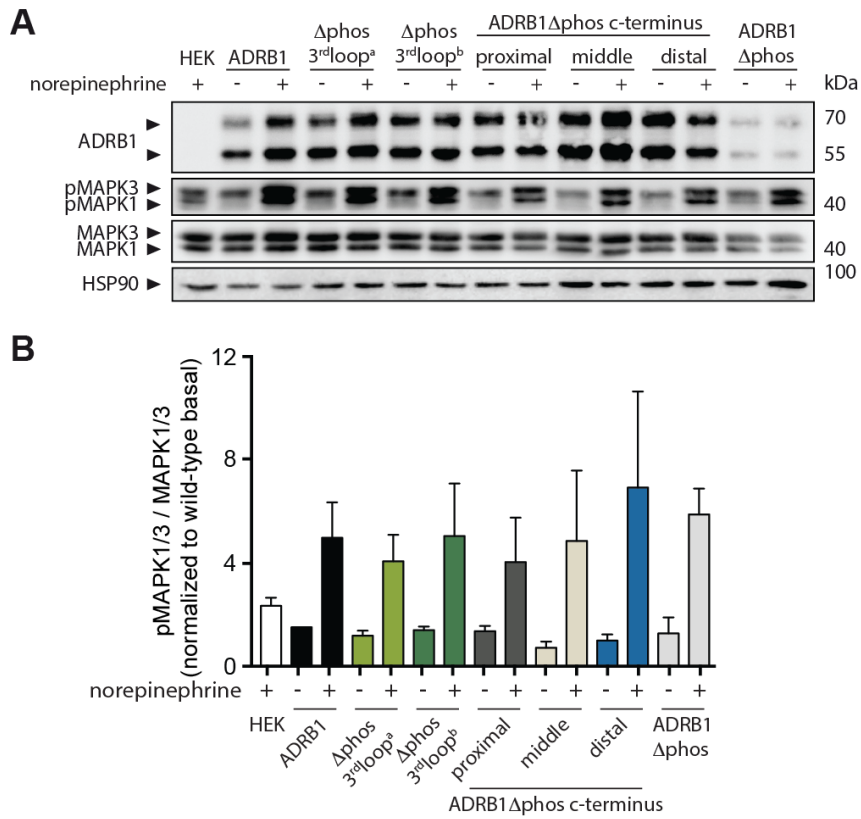 A
ADRB1Δphos c-terminus
Δphos Δphos ADRB1
HEK ADRB1 3rdloopa 3rdloopb proximal middle distal Δphos
norepinephrine + - + - + - + - + - + - + - + kDa
ADRB1 70
55
pMAPK3
pMAPK1 40
MAPK3
MAPK1 40
HSP90 100
B
pMAPK1/3 / MAPK1/3
(normalized to wild-type basal)
12
8
4
0
norepinephrine + - + - + - + - + - + - + - +
HEK ADRB1 Δphos 3rdloopa Δphos 3rdloopb proximal middle distal ADRB1
Δphos
ADRB1Δphos c-terminus